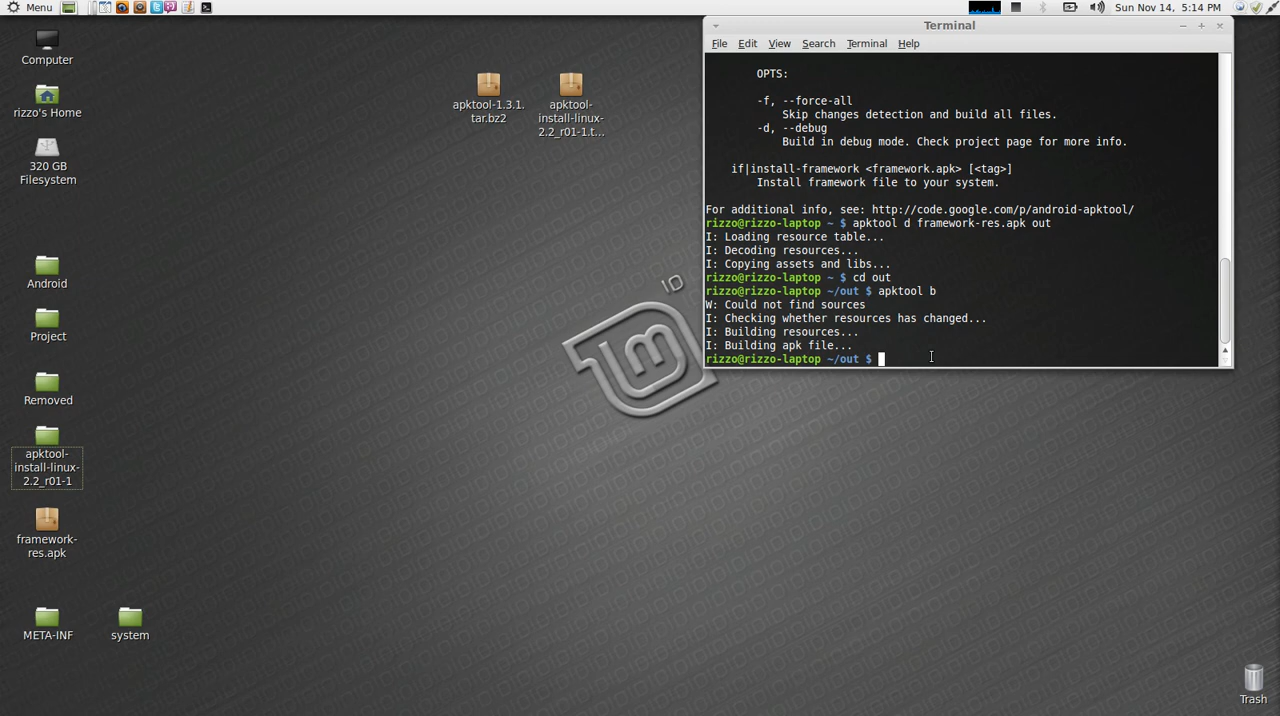 Menu
Sun Nov 14, 5:14 PM
Computer
rizzo's Home
320 GB
Filesystem
Android
Project
Removed
apktool-
install-linux-
2.2_r01-1
framework-
res.apk
META-INF
system
apktool-1.3.1.
tar.bz2
apktool-
install-linux-
2.2_r01-1.t...
Terminal
File Edit View Search Terminal Help
OPTS:
-f, --force-all
Skip changes detection and build all files.
-d, --debug
Build in debug mode. Check project page for more info.
if|install-framework <framework.apk> [<tag>]
Install framework file to your system.
For additional info, see: http://code.google.com/p/android-apktool/
rizzo@rizzo-laptop ~ $ apktool d framework-res.apk out
I: Loading resource table...
I: Decoding resources...
I: Copying assets and libs...
rizzo@rizzo-laptop ~ $ cd out
rizzo@rizzo-laptop ~/out $ apktool b
W: Could not find sources
I: Checking whether resources has changed...
I: Building resources...
I: Building apk file...
rizzo@rizzo-laptop ~/out $
Trash